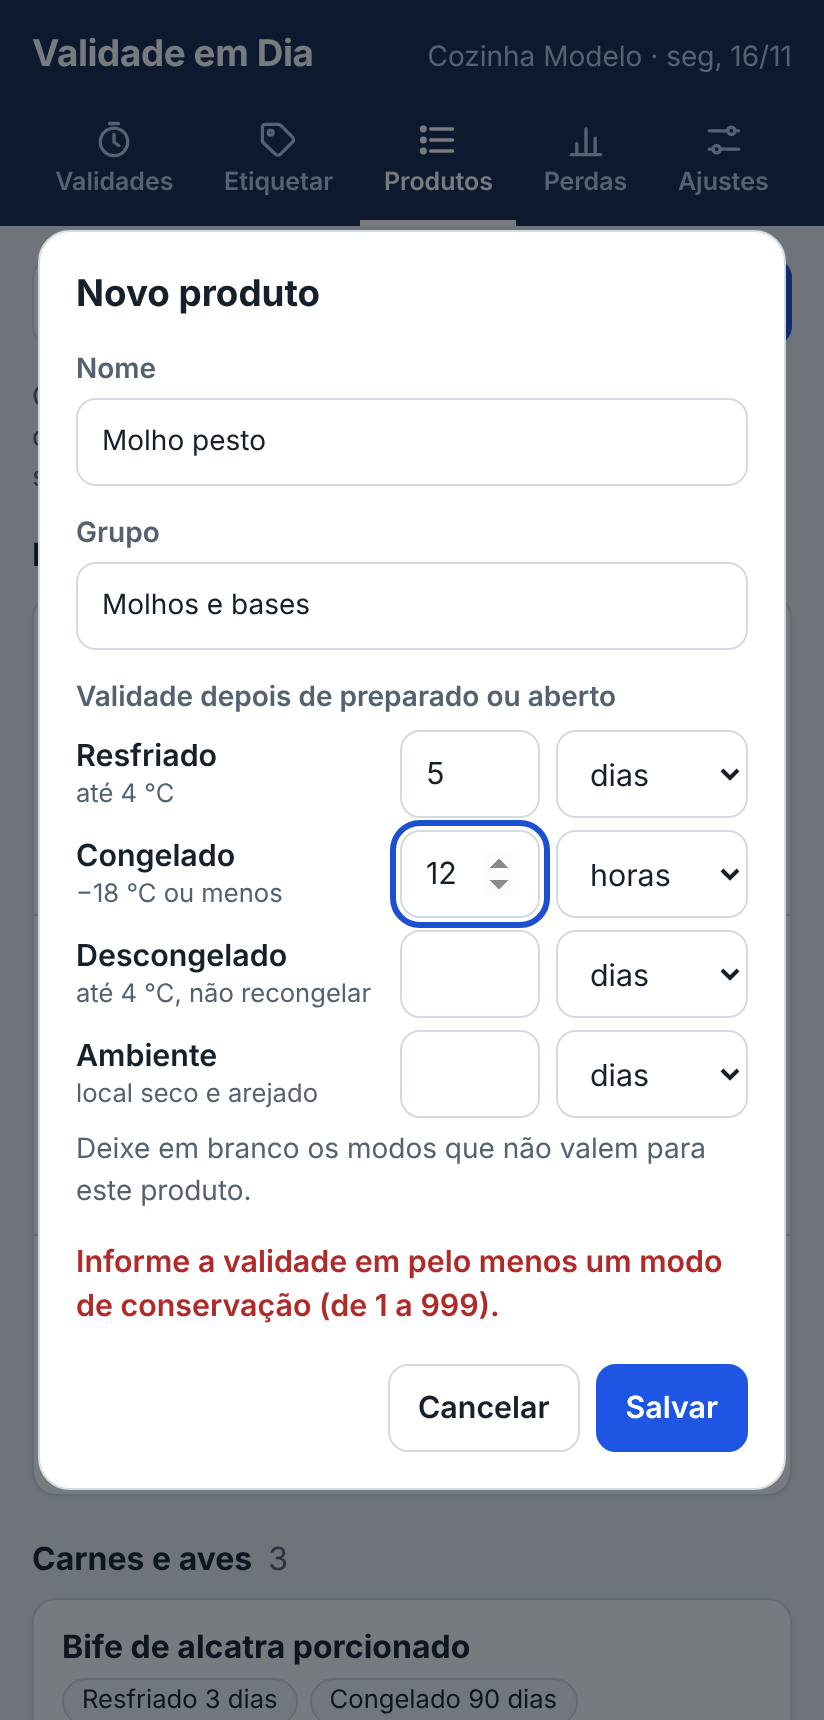 Validade em Dia
Cozinha Modelo · seg, 16/11
Validades
Etiquetar
Produtos
Perdas
Ajustes
Novo produto
Nome
Molho pesto
Grupo
Molhos e bases
Validade depois de preparado ou aberto
Resfriado
até 4 °C
5
dias
Congelado
−18 °C ou menos
12
horas
Descongelado
até 4 °C, não recongelar
dias
Ambiente
local seco e arejado
dias
Deixe em branco os modos que não valem para
este produto.
Informe a validade em pelo menos um modo
de conservação (de 1 a 999).
Cancelar
Salvar
Carnes e aves 3
Bife de alcatra porcionado
Resfriado 3 dias
Congelado 90 dias